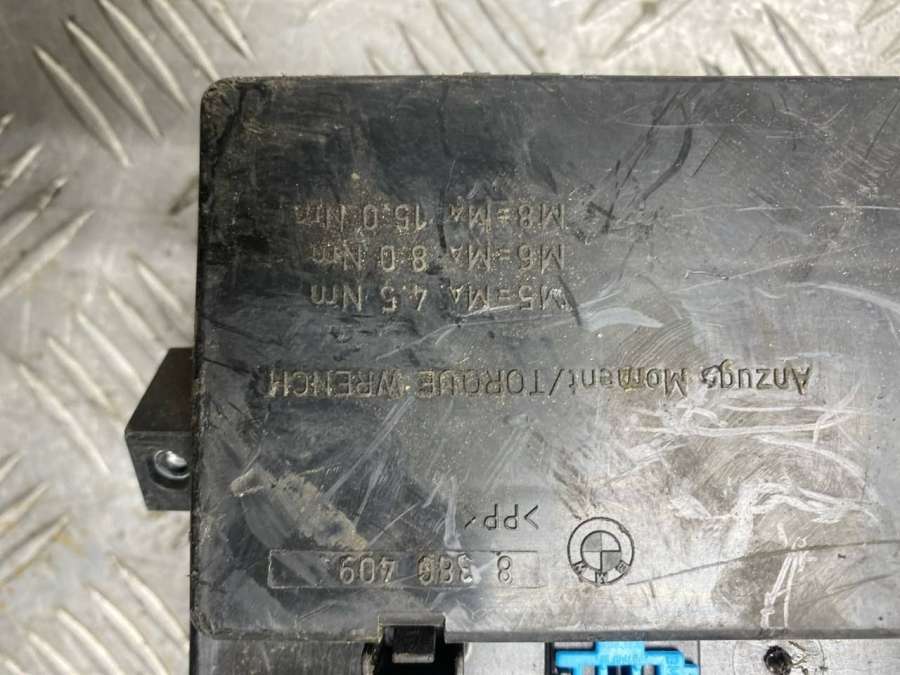 BMW
8 386 409
>PP<
Anzugs Moment/TORQUE WRENCH
M5=MA 4.5 Nm
M6=MA 8.0 Nm
M8=MA 15.0 Nm